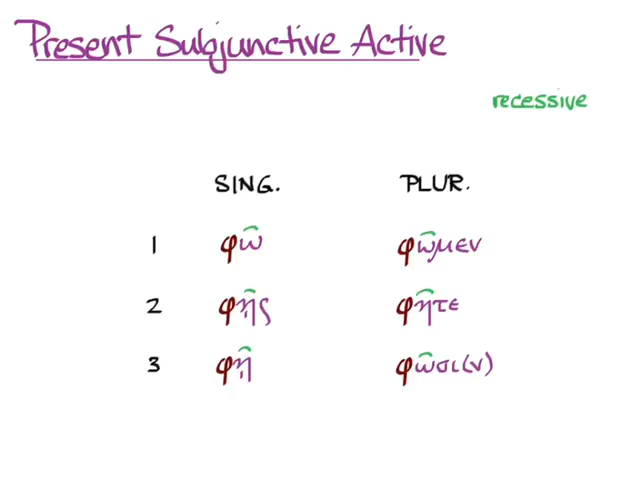 Present Subjunctive Active
recessive
SING. PLUR.
1 φῶ φῶμεν
2 φῇς φῆτε
3 φῇ φῶσι(ν)